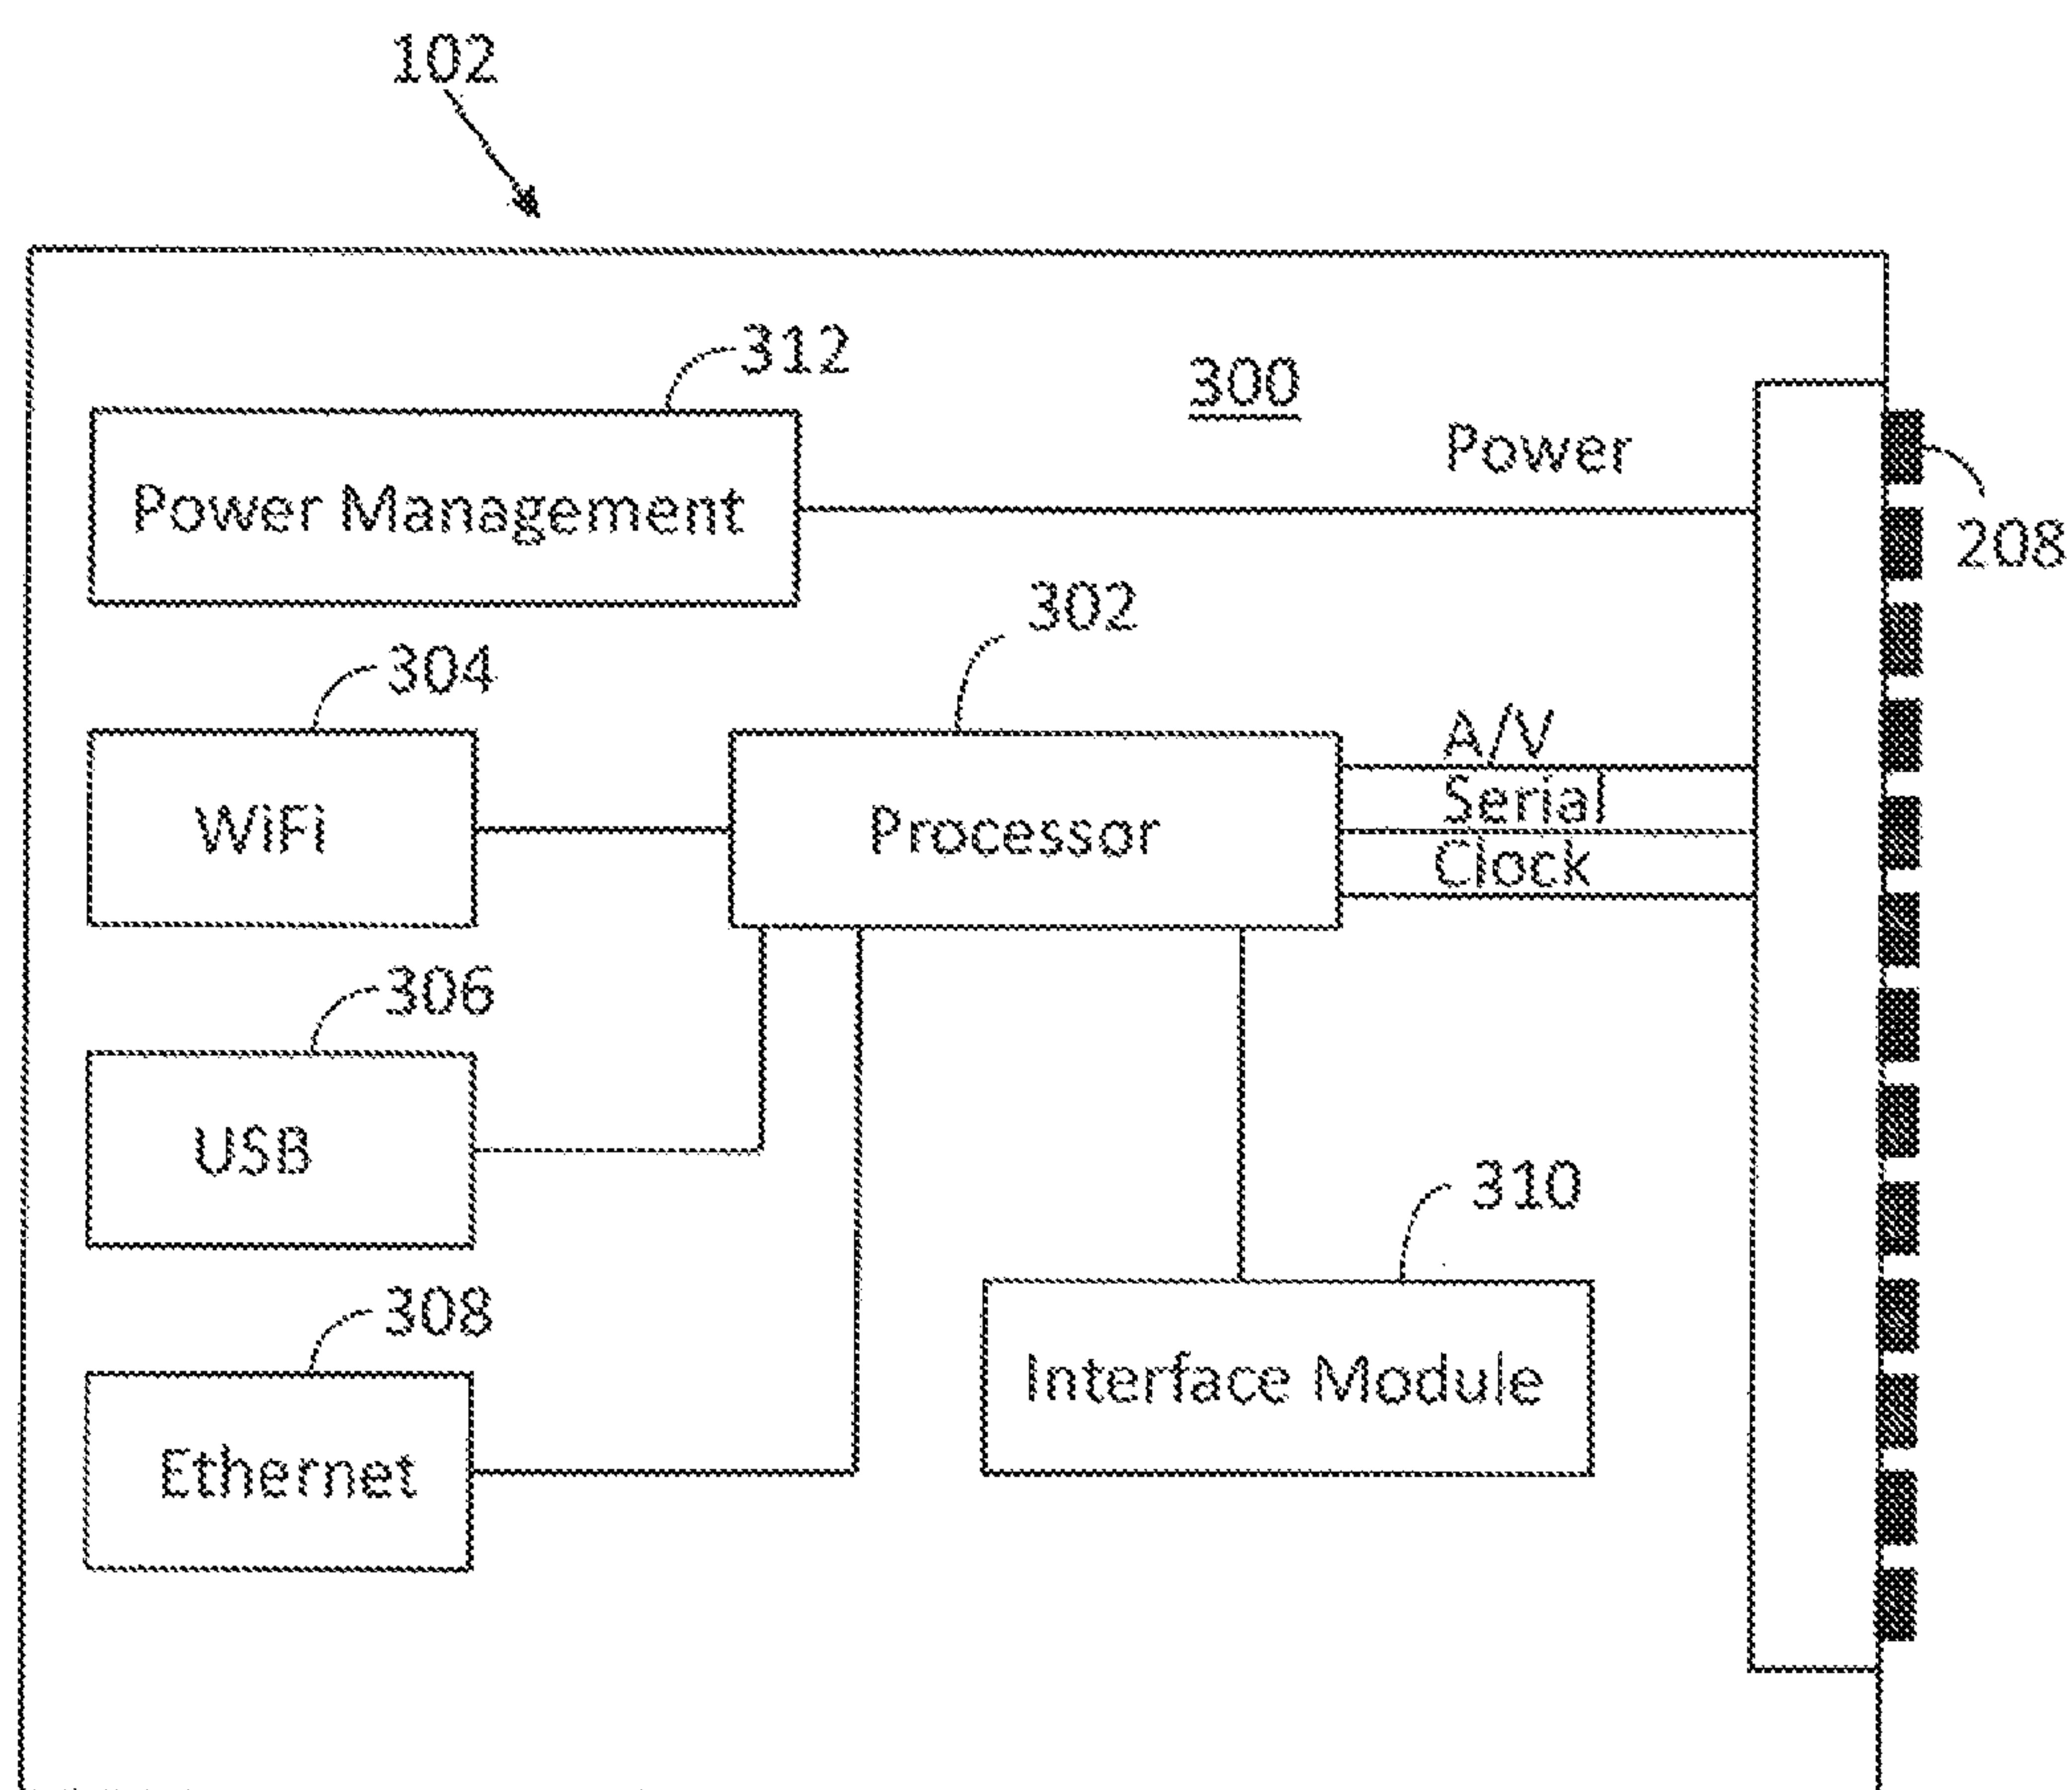 102
312
300
Power
Power Management
208
302
304
A/V
Serial
WiFi
Processor
Clock
306
USB
310
308
Interface Module
Ethernet